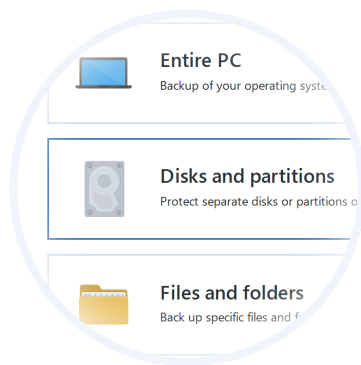 Entire PC
Backup of your operating
Disks and partitions
Protect separate disks or partitions
Files and folders
Back up specific files and